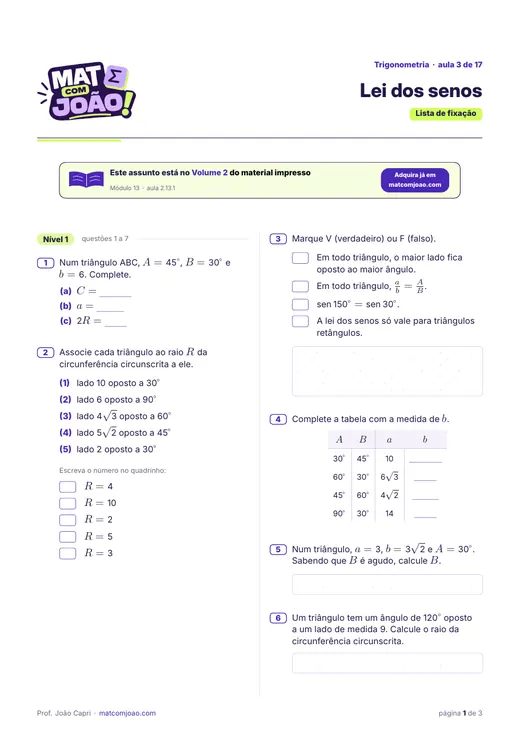 MAT Σ
COM
JOÃO!
Trigonometria · aula 3 de 17
Lei dos senos
Lista de fixação
Este assunto está no Volume 2 do material impresso
Módulo 13 · aula 2.13.1
Adquira já em
matcomjoao.com
Nível 1 questões 1 a 7
1 Num triângulo ABC, A = 45°, B = 30° e
b = 6. Complete.
(a) C = ______
(b) a = ______
(c) 2R = ______
2 Associe cada triângulo ao raio R da
circunferência circunscrita a ele.
(1) lado 10 oposto a 30°
(2) lado 6 oposto a 90°
(3) lado 4√3 oposto a 60°
(4) lado 5√2 oposto a 45°
(5) lado 2 oposto a 30°
Escreva o número no quadrinho:
R = 4
R = 10
R = 2
R = 5
R = 3
3 Marque V (verdadeiro) ou F (falso).
Em todo triângulo, o maior lado fica
oposto ao maior ângulo.
Em todo triângulo, a/b = A/B.
sen 150° = sen 30°.
A lei dos senos só vale para triângulos
retângulos.
4 Complete a tabela com a medida de b.
A B a b
30° 45° 10 ______
60° 30° 6√3 ______
45° 60° 4√2 ______
90° 30° 14 ______
5 Num triângulo, a = 3, b = 3√2 e A = 30°.
Sabendo que B é agudo, calcule B.
6 Um triângulo tem um ângulo de 120° oposto
a um lado de medida 9. Calcule o raio da
circunferência circunscrita.
Prof. João Capri · matcomjoao.com
página 1 de 3